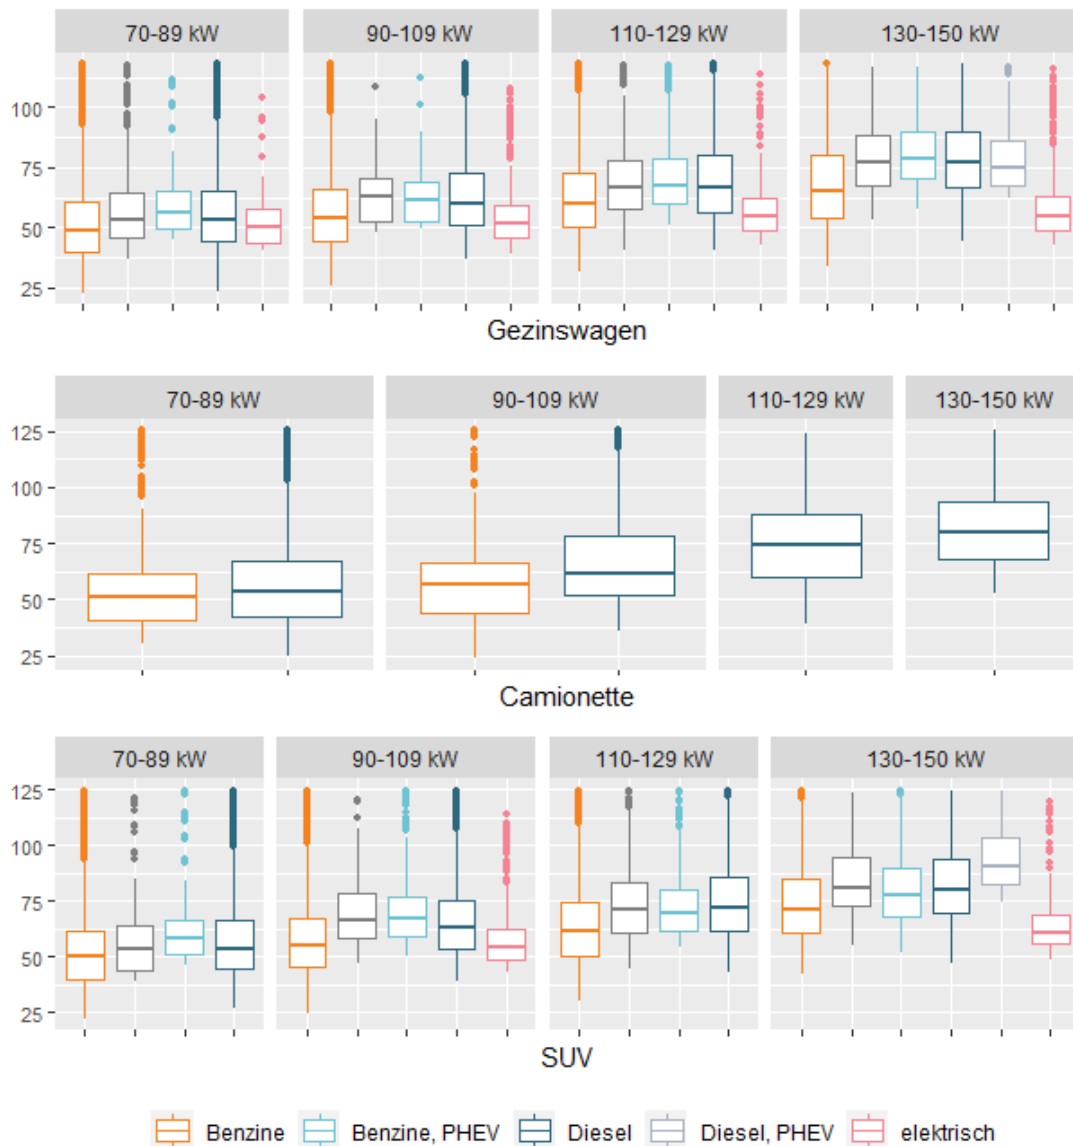 70-89 kW 90-109 kW 110-129 kW 130-150 kW
100
75
50
25
Gezinswagen
70-89 kW 90-109 kW 110-129 kW 130-150 kW
125
100
75
50
25
Camionette
70-89 kW 90-109 kW 110-129 kW 130-150 kW
125
100
75
50
25
SUV
Benzine Benzine, PHEV Diesel Diesel, PHEV elektrisch